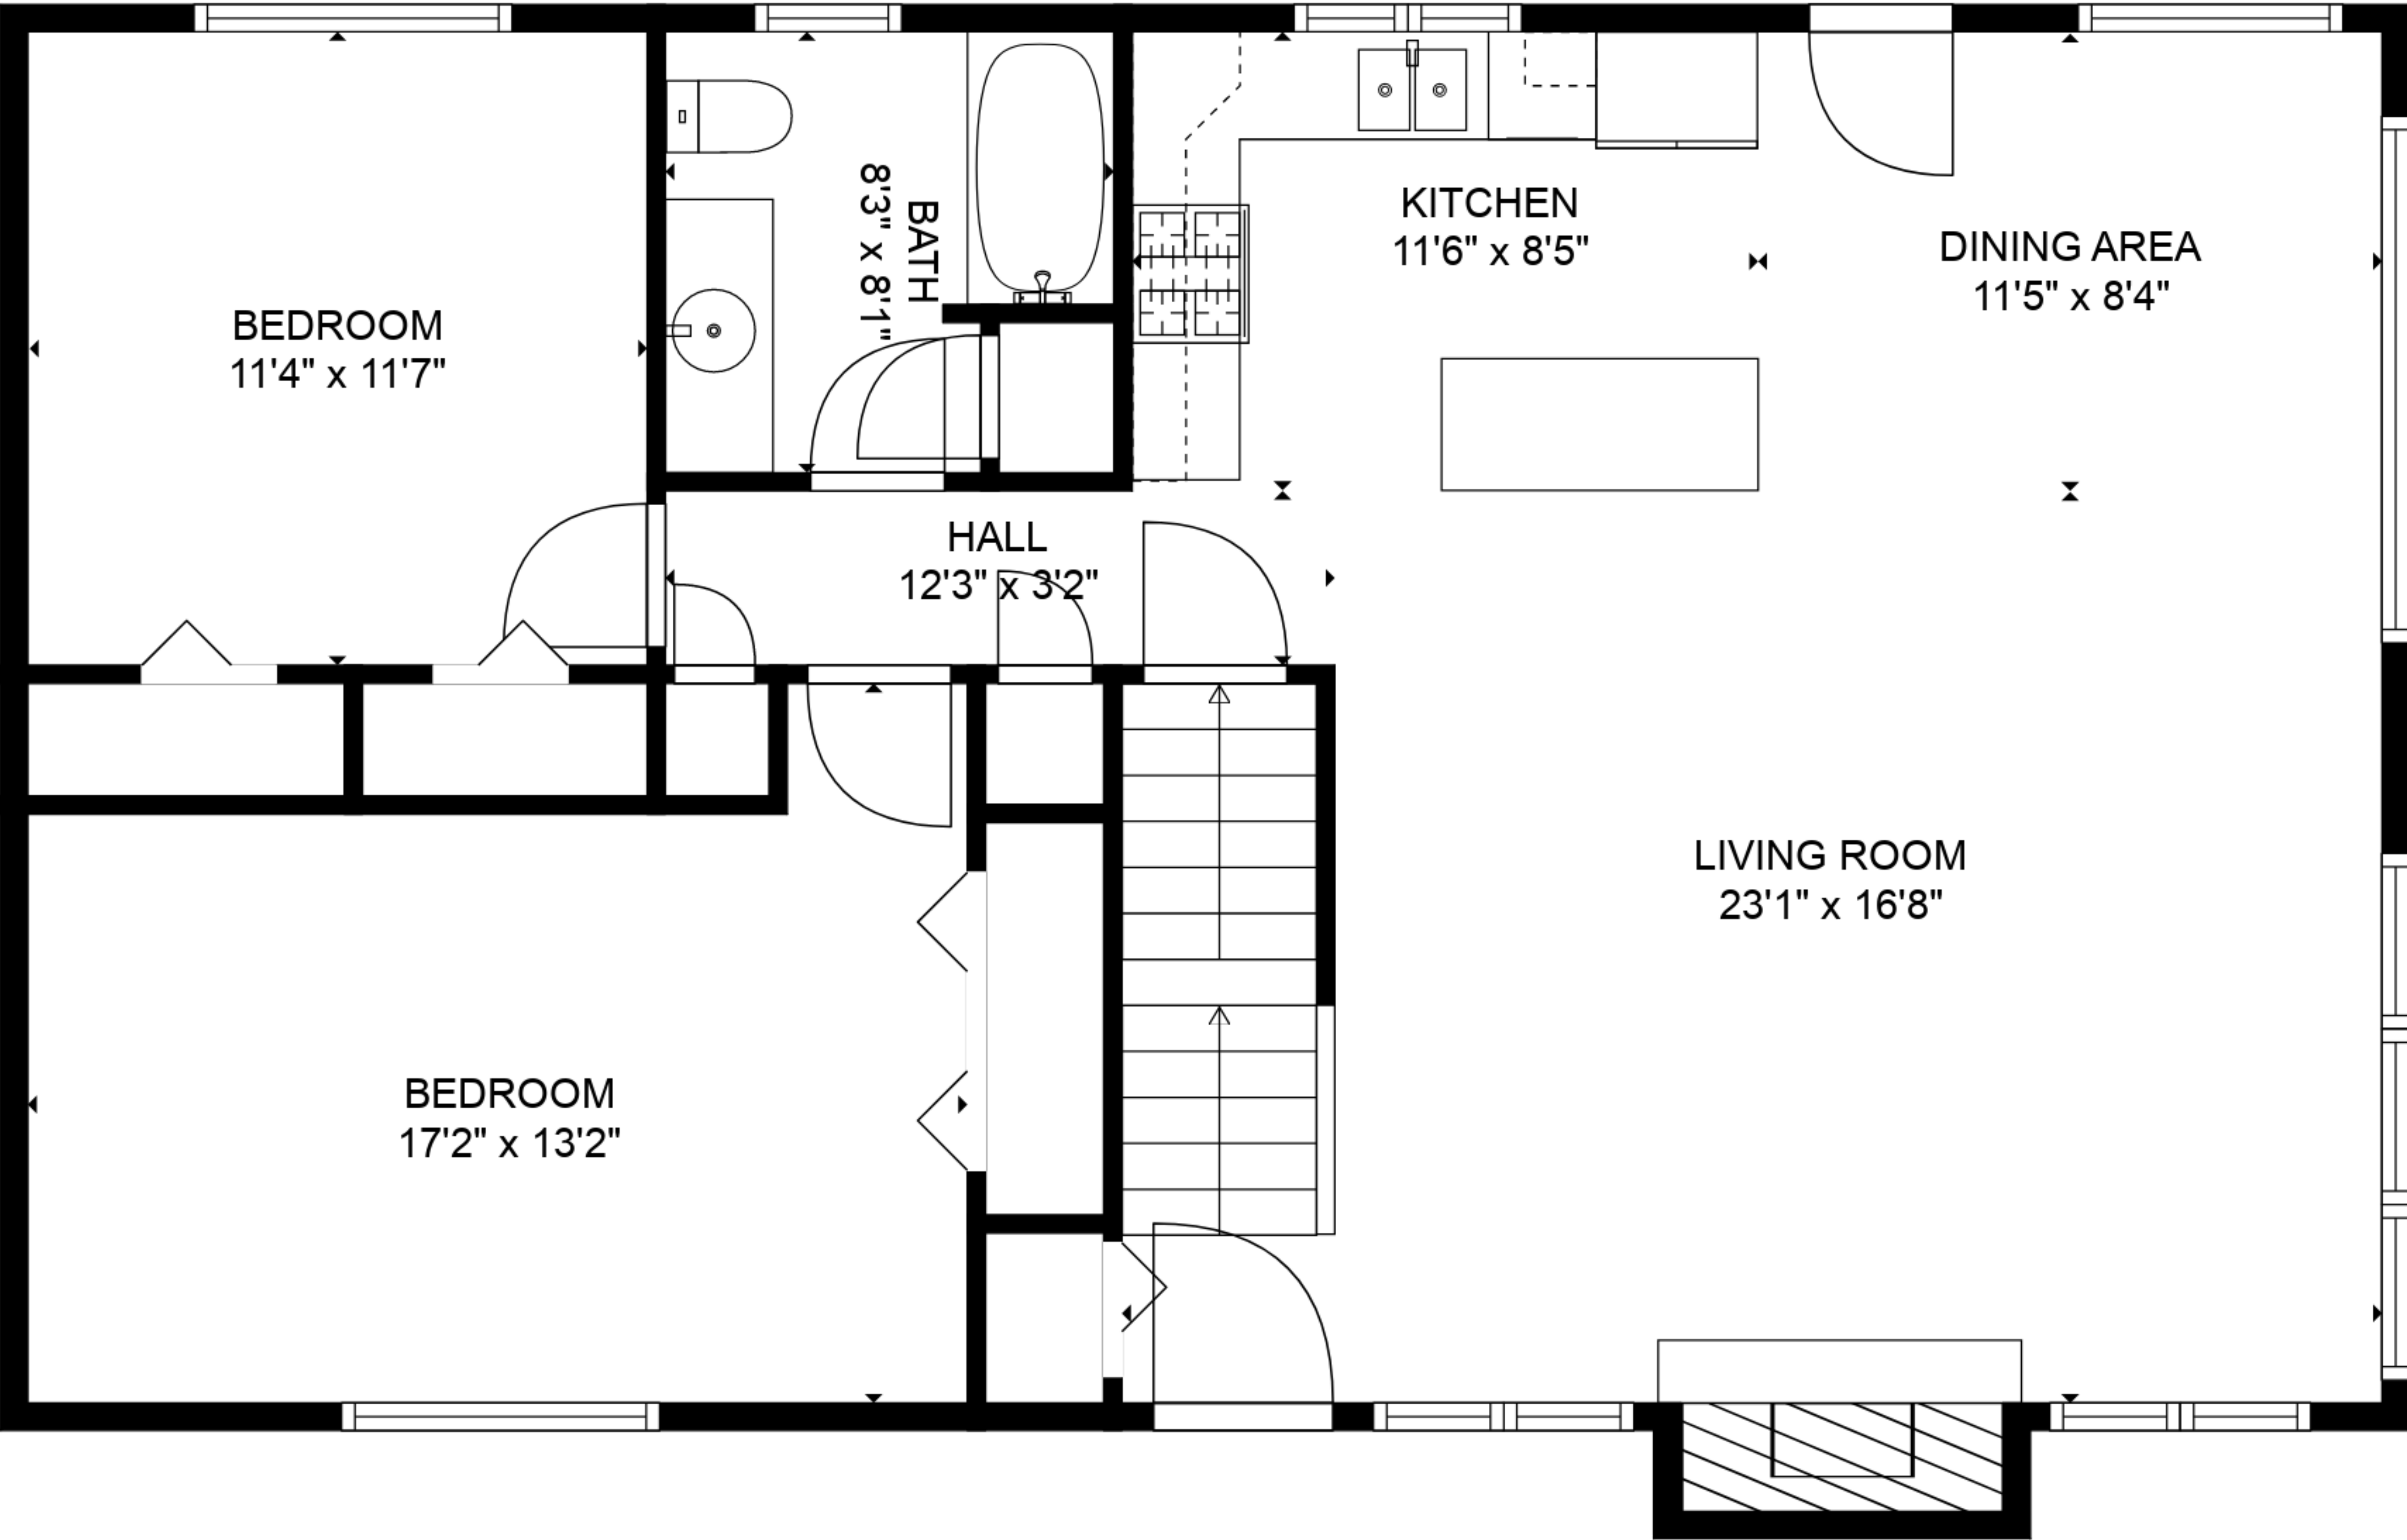 BEDROOM
11'4" x 11'7"
BATH
8'3" x 8'1"
KITCHEN
11'6" x 8'5"
DINING AREA
11'5" x 8'4"
HALL
12'3" x 3'2"
LIVING ROOM
23'1" x 16'8"
BEDROOM
17'2" x 13'2"